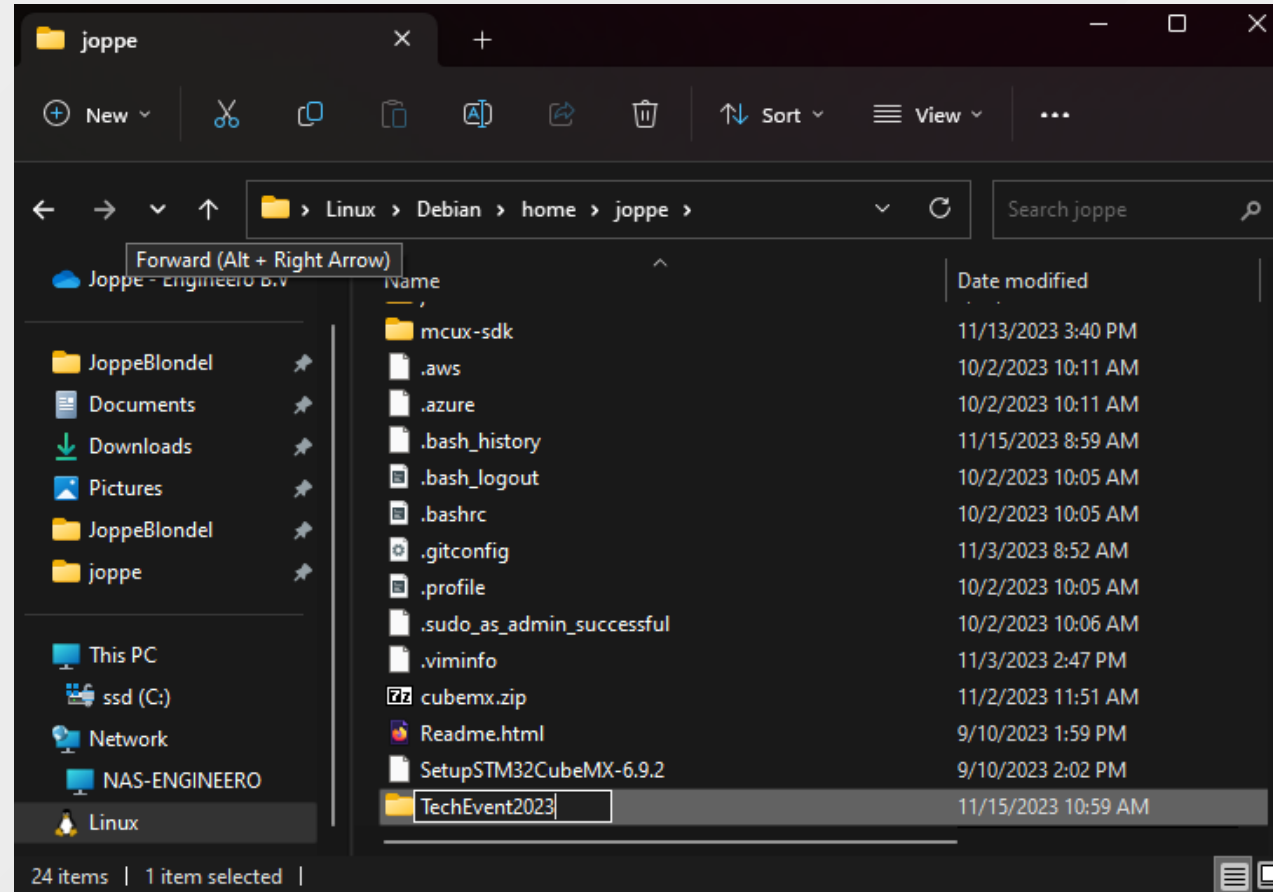 joppe
New
Sort
View
Linux > Debian > home > joppe >
Search joppe
Forward (Alt + Right Arrow)
Joppe - Engineero B.V
JoppeBlondel
Documents
Downloads
Pictures
JoppeBlondel
joppe
This PC
ssd (C:)
Network
NAS-ENGINEERO
Linux
Name Date modified
mcux-sdk 11/13/2023 3:40 PM
.aws 10/2/2023 10:11 AM
.azure 10/2/2023 10:11 AM
.bash_history 11/15/2023 8:59 AM
.bash_logout 10/2/2023 10:05 AM
.bashrc 10/2/2023 10:05 AM
.gitconfig 11/3/2023 8:52 AM
.profile 10/2/2023 10:05 AM
.sudo_as_admin_successful 10/2/2023 10:06 AM
.viminfo 11/3/2023 2:47 PM
7z cubemx.zip 11/2/2023 11:51 AM
Readme.html 9/10/2023 1:59 PM
SetupSTM32CubeMX-6.9.2 9/10/2023 2:02 PM
TechEvent2023 11/15/2023 10:59 AM
24 items | 1 item selected |